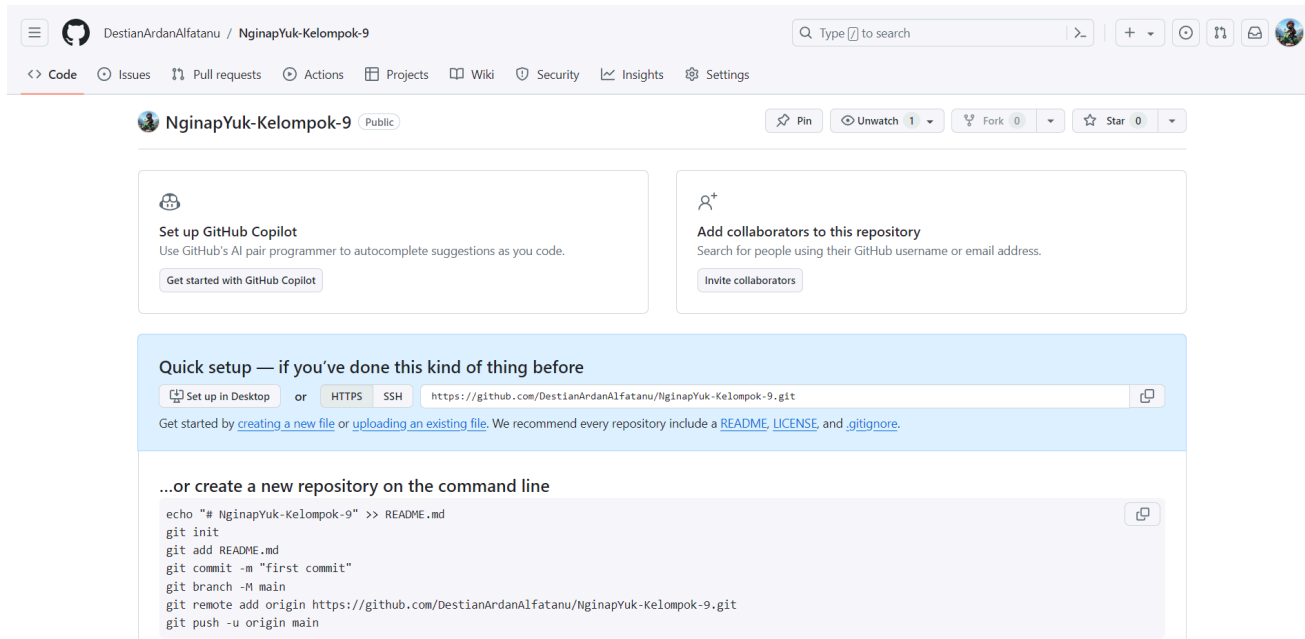 DestianArdanAlfatanu / NginapYuk-Kelompok-9
Type / to search
Code Issues Pull requests Actions Projects Wiki Security Insights Settings
NginapYuk-Kelompok-9 Public
Pin Unwatch 1 Fork 0 Star 0
Set up GitHub Copilot
Use GitHub's AI pair programmer to autocomplete suggestions as you code.
Get started with GitHub Copilot
Add collaborators to this repository
Search for people using their GitHub username or email address.
Invite collaborators
Quick setup — if you've done this kind of thing before
Set up in Desktop or HTTPS SSH https://github.com/DestianArdanAlfatanu/NginapYuk-Kelompok-9.git
Get started by creating a new file or uploading an existing file. We recommend every repository include a README, LICENSE, and .gitignore.
…or create a new repository on the command line
echo "# NginapYuk-Kelompok-9" >> README.md
git init
git add README.md
git commit -m "first commit"
git branch -M main
git remote add origin https://github.com/DestianArdanAlfatanu/NginapYuk-Kelompok-9.git
git push -u origin main